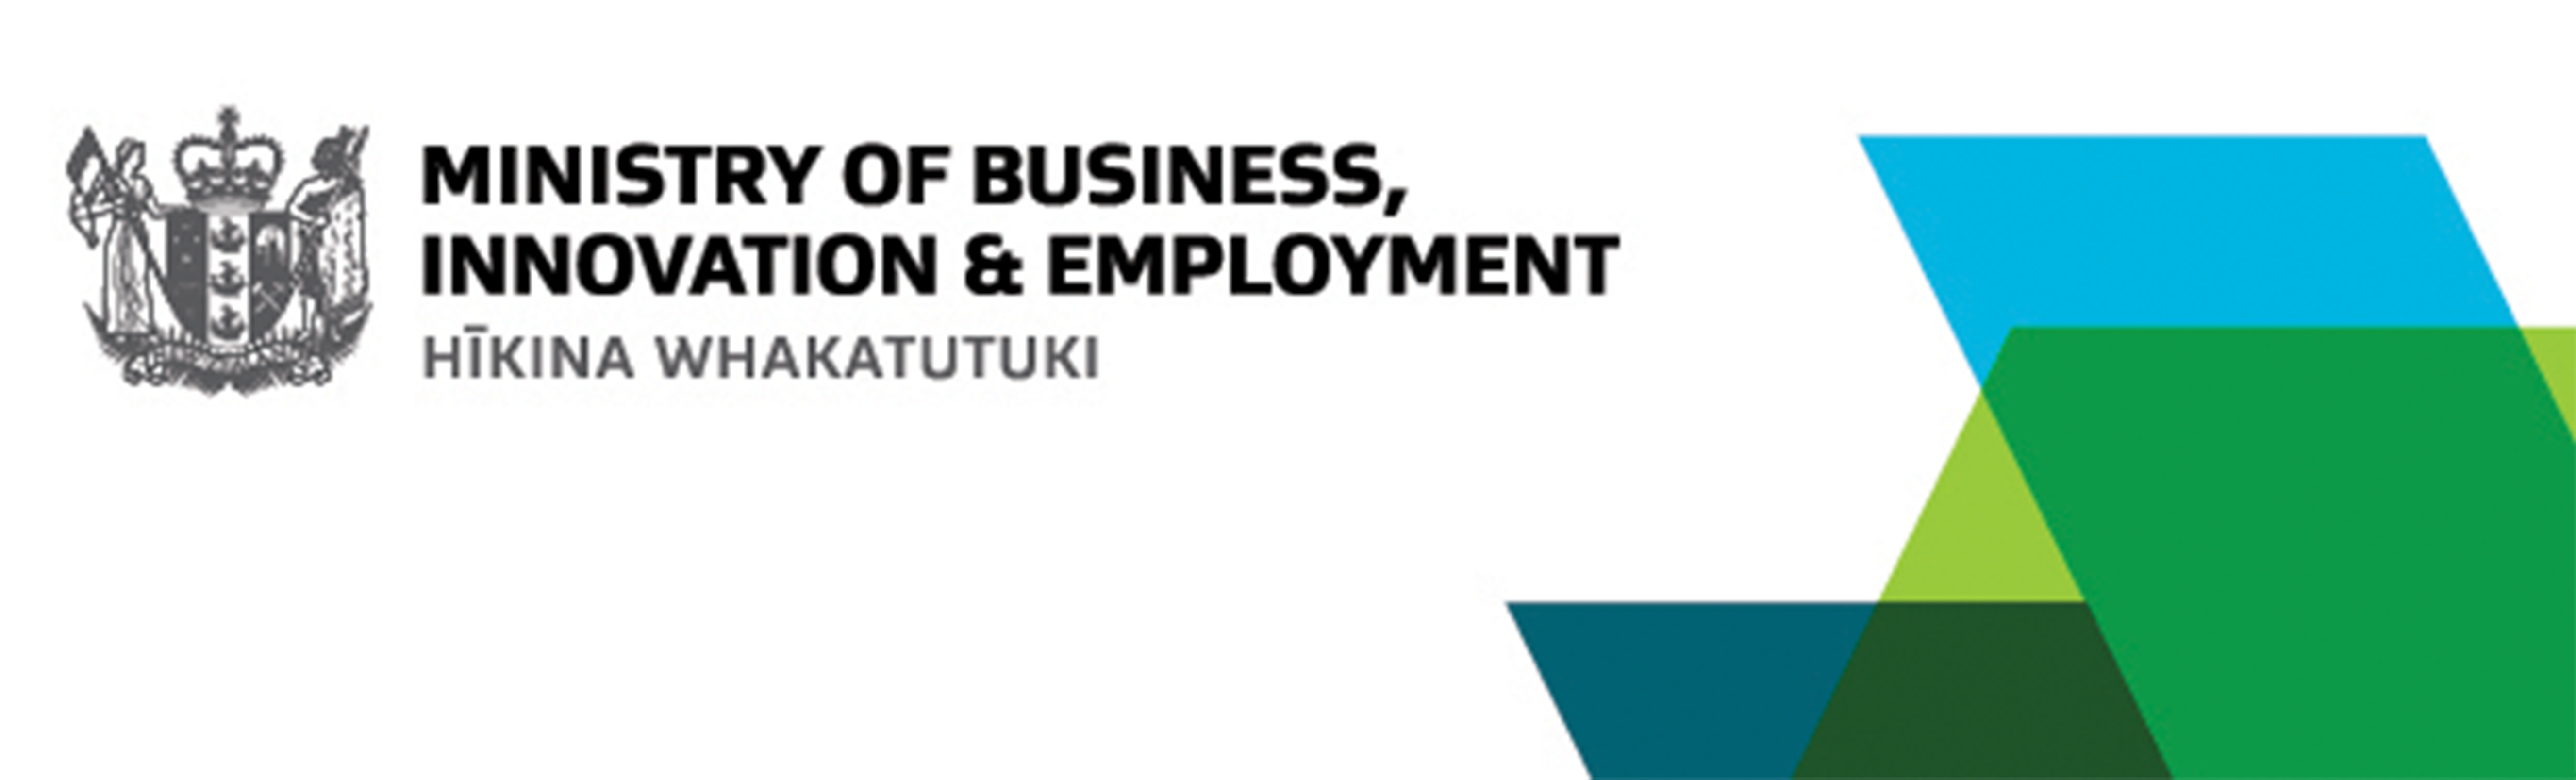 MINISTRY OF BUSINESS,
INNOVATION & EMPLOYMENT
HĪKINA WHAKATUTUKI